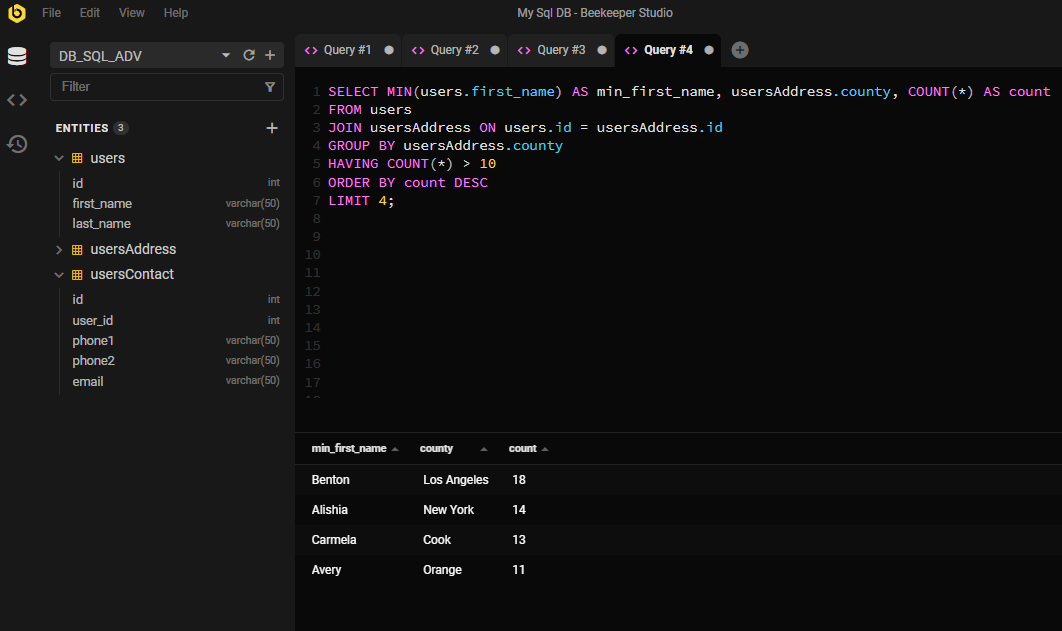 File Edit View Help
My Sql DB - Beekeeper Studio
DB_SQL_ADV
Filter
ENTITIES 3
users
id int
first_name varchar(50)
last_name varchar(50)
usersAddress
usersContact
id int
user_id int
phone1 varchar(50)
phone2 varchar(50)
email varchar(50)
Query #1 Query #2 Query #3 Query #4
1 SELECT MIN(users.first_name) AS min_first_name, usersAddress.county, COUNT(*) AS count
2 FROM users
3 JOIN usersAddress ON users.id = usersAddress.id
4 GROUP BY usersAddress.county
5 HAVING COUNT(*) > 10
6 ORDER BY count DESC
7 LIMIT 4;
8
9
10
11
12
13
14
15
16
17
min_first_name county count
Benton Los Angeles 18
Alishia New York 14
Carmela Cook 13
Avery Orange 11